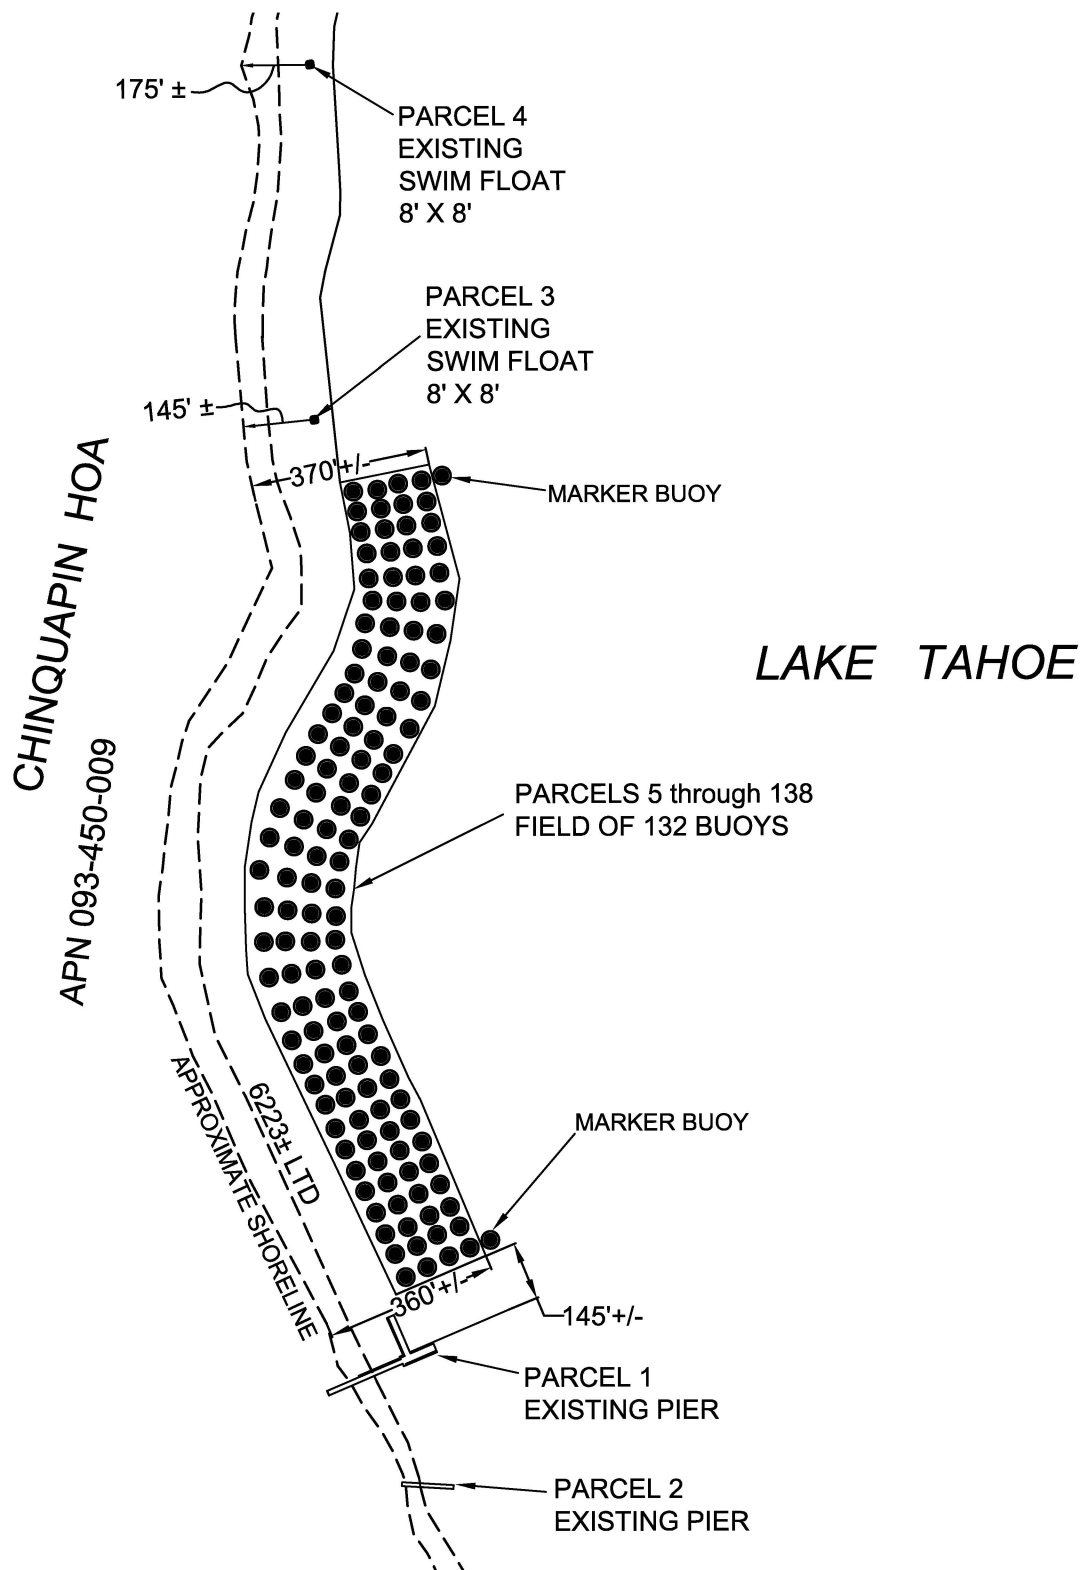 175' ±
PARCEL 4
EXISTING
SWIM FLOAT
8' X 8'
PARCEL 3
EXISTING
SWIM FLOAT
8' X 8'
145' ±
370'+/-
MARKER BUOY
CHINQUAPIN HOA
APN 093-450-009
LAKE TAHOE
PARCELS 5 through 138
FIELD OF 132 BUOYS
APPROXIMATE SHORELINE
6223± LTD
MARKER BUOY
360'+/-
145'+/-
PARCEL 1
EXISTING PIER
PARCEL 2
EXISTING PIER